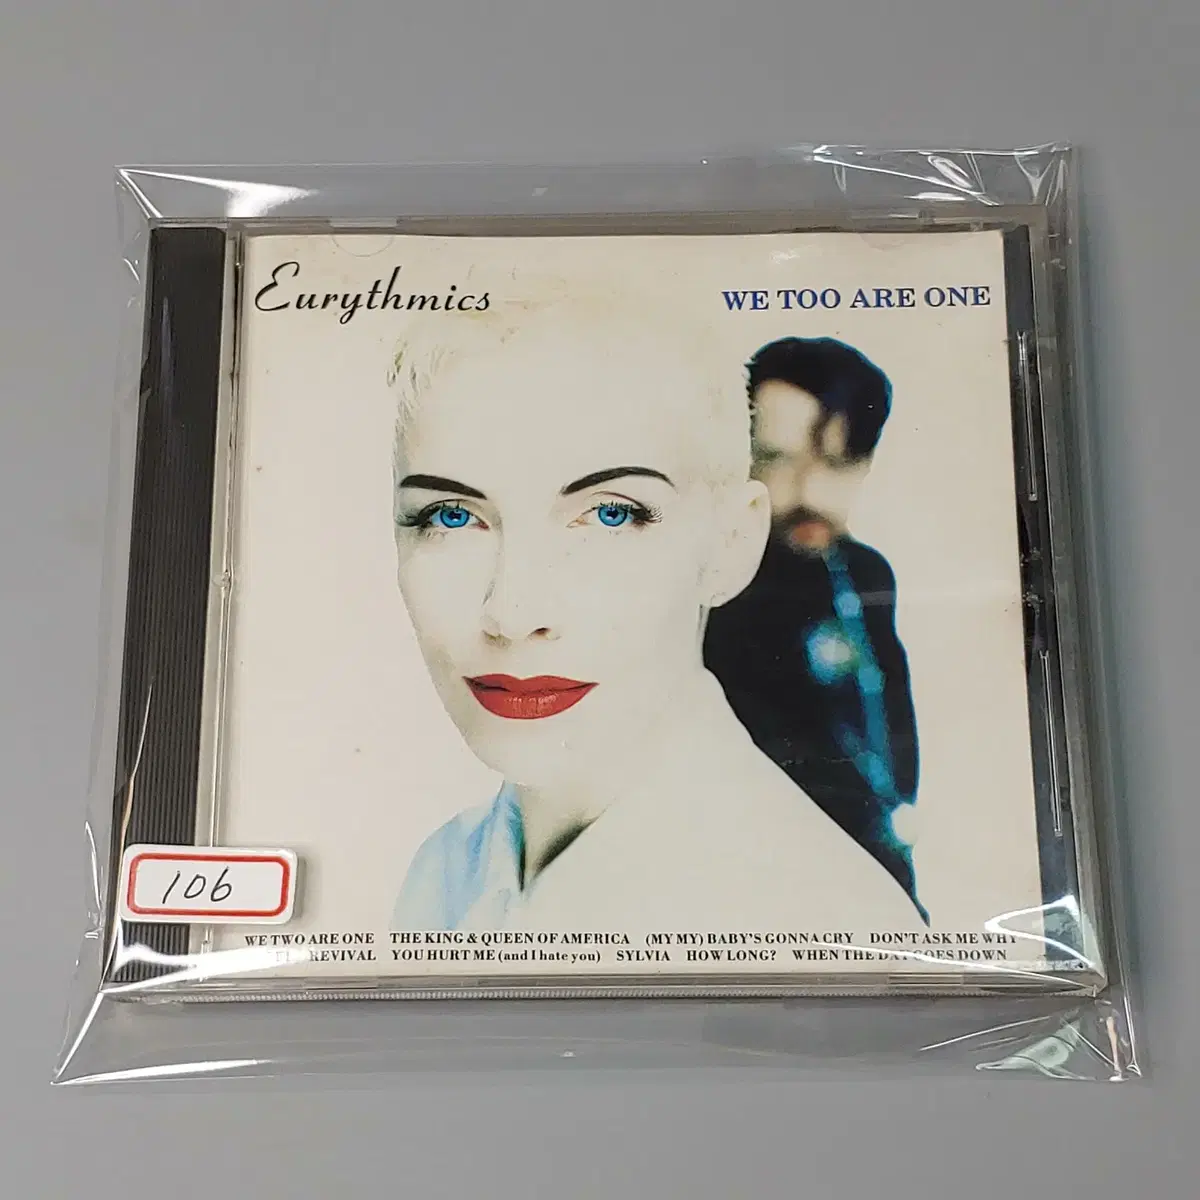 Eurythmics
WE TOO ARE ONE
106
WE TWO ARE ONE THE KING & QUEEN OF AMERICA (MY MY) BABY'S GONNA CRY DON'T ASK ME WHY
REVIVAL YOU HURT ME (and I hate you) SYLVIA HOW LONG? WHEN THE DAY GOES DOWN